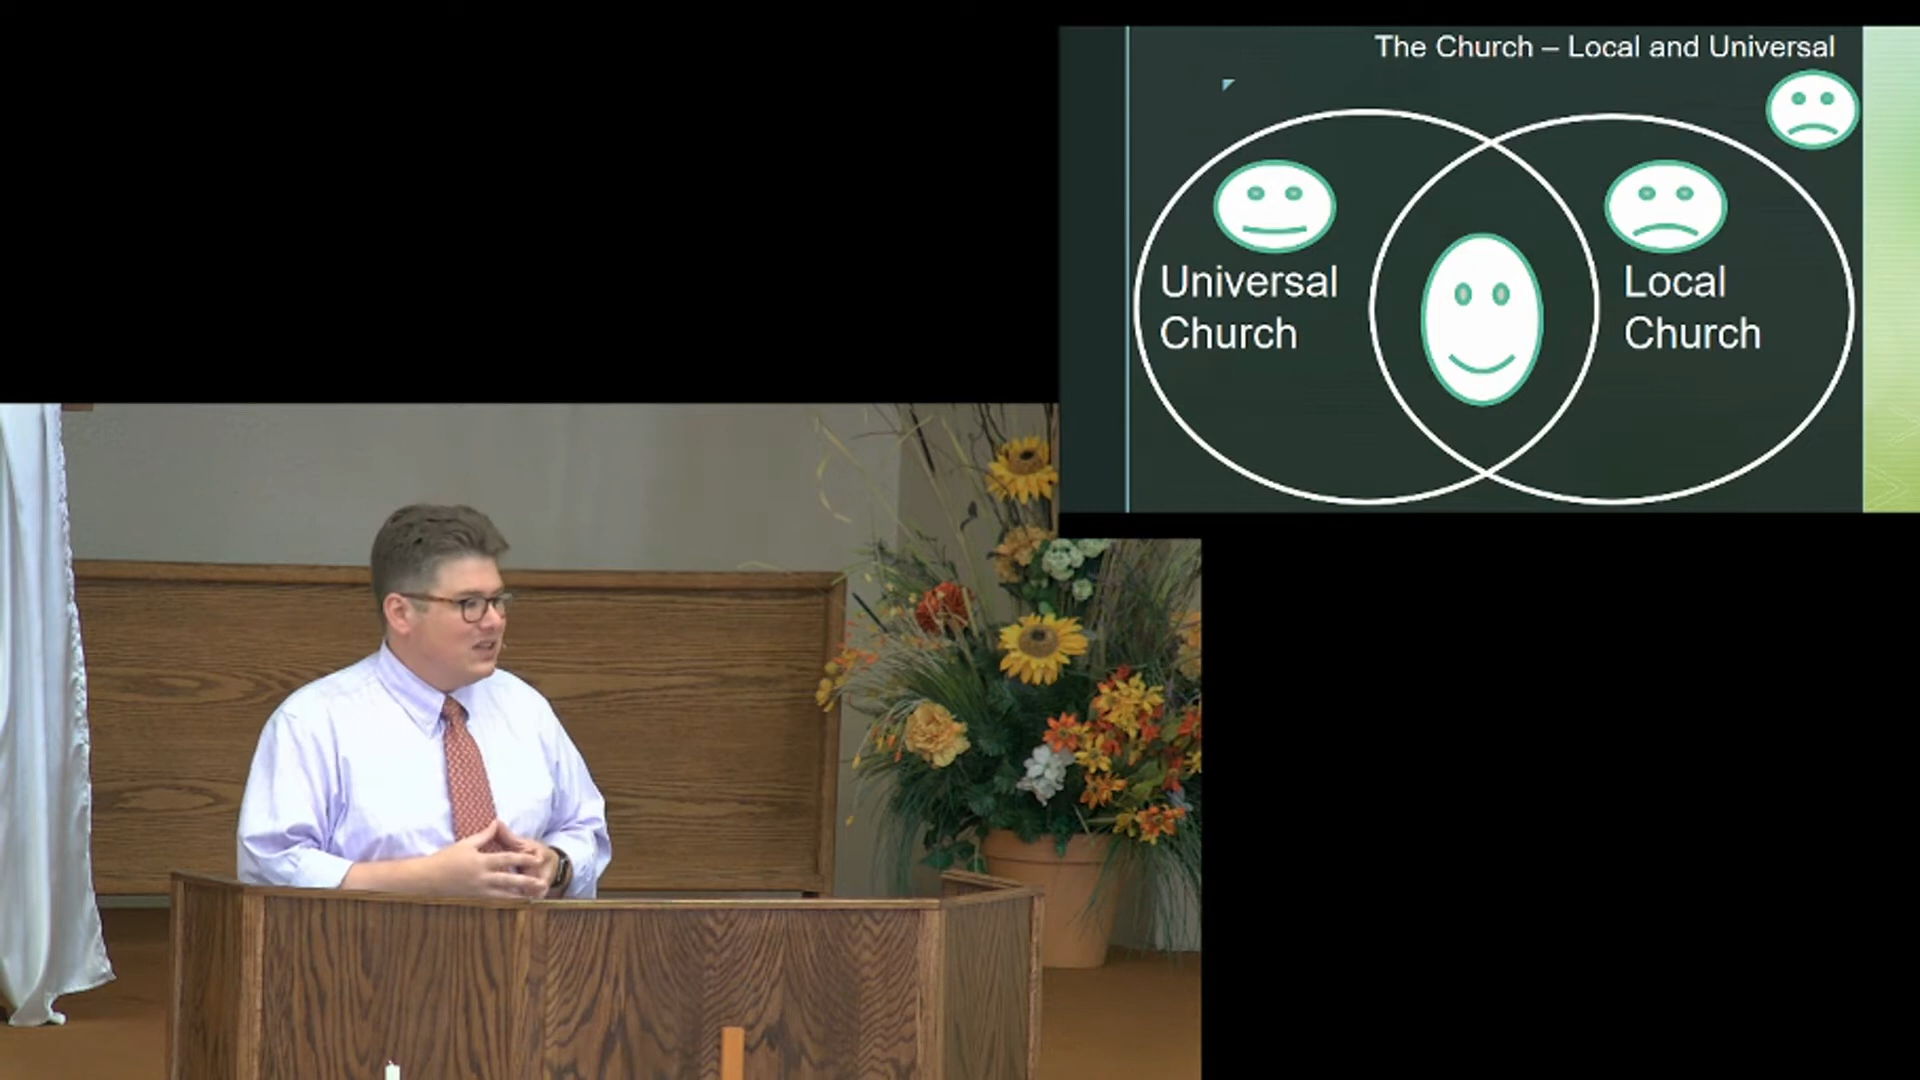 The Church – Local and Universal
Universal
Church
Local
Church